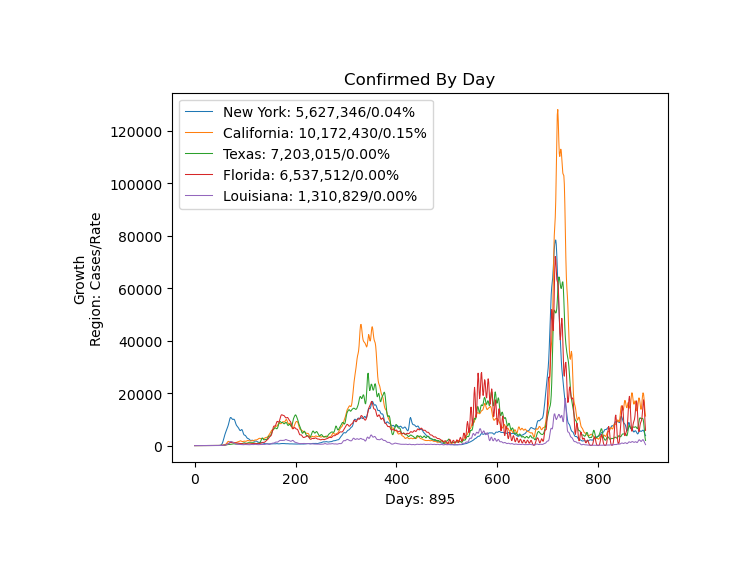 Confirmed By Day
New York: 5,627,346/0.04%
California: 10,172,430/0.15%
Texas: 7,203,015/0.00%
Florida: 6,537,512/0.00%
Louisiana: 1,310,829/0.00%
120000
100000
80000
60000
40000
20000
0
Growth
Region: Cases/Rate
0 200 400 600 800
Days: 895